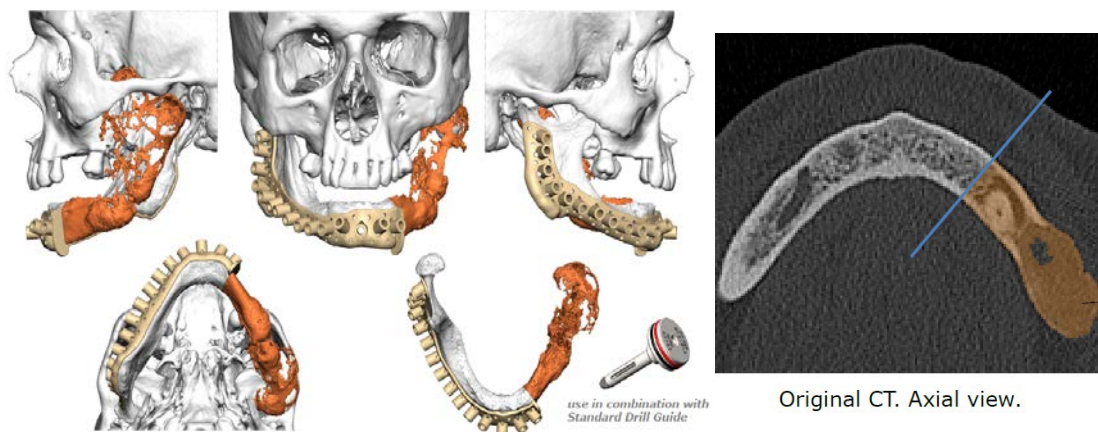 use in combination with
Standard Drill Guide
Original CT. Axial view.